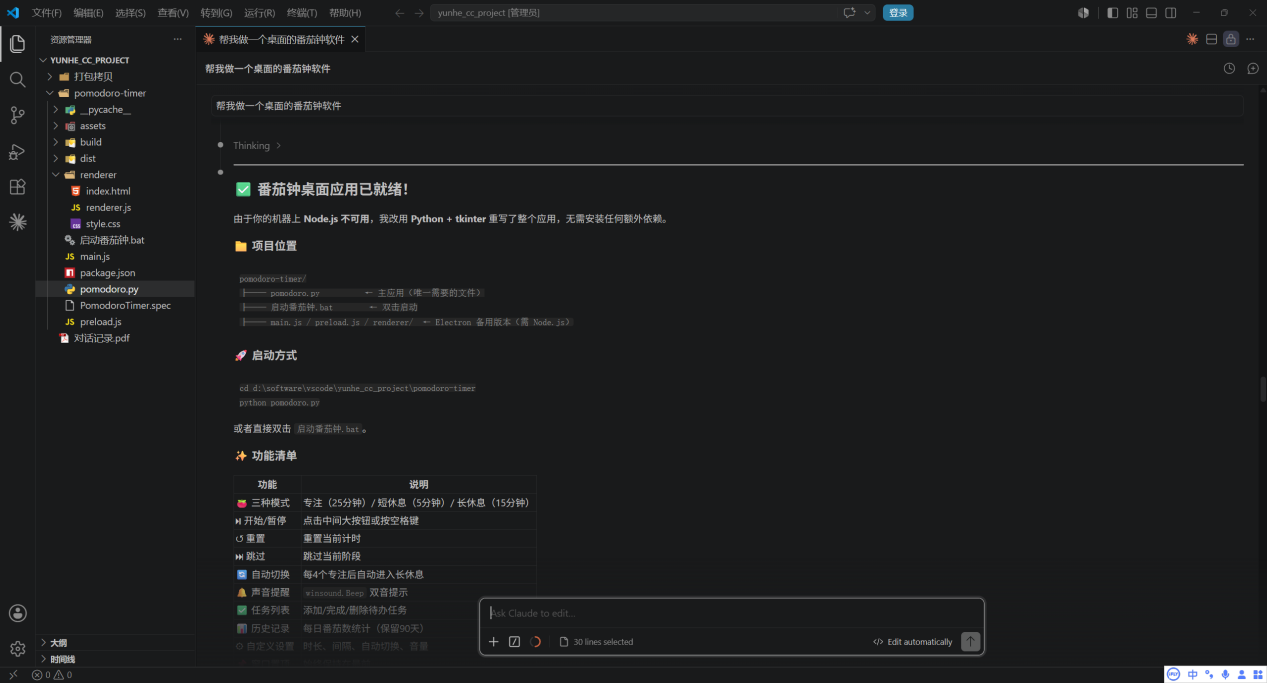 文件(F) 编辑(E) 选择(S) 查看(V) 转到(G) 运行(R) 终端(T) 帮助(H)
yunhe_cc_project [管理员]
登录
资源管理器
帮我做一个桌面的番茄钟软件
YUNHE_CC_PROJECT
打包拷贝
pomodoro-timer
__pycache__
assets
build
dist
renderer
index.html
renderer.js
style.css
启动番茄钟.bat
main.js
package.json
pomodoro.py
PomodoroTimer.spec
preload.js
对话记录.pdf
大纲
时间线
帮我做一个桌面的番茄钟软件
帮我做一个桌面的番茄钟软件
Thinking
✅ 番茄钟桌面应用已就绪！
由于你的机器上 Node.js 不可用，我改用 Python + tkinter 重写了整个应用，无需安装任何额外依赖。
📁 项目位置
pomodoro-timer/
├── pomodoro.py ← 主应用（唯一需要的文件）
├── 启动番茄钟.bat ← 双击启动
├── main.js / preload.js / renderer/ ← Electron 备用版本（需 Node.js）
🚀 启动方式
cd d:\software\vscode\yunhe_cc_project\pomodoro-timer
python pomodoro.py
或者直接双击 启动番茄钟.bat。
✨ 功能清单
功能 说明
🍅 三种模式 专注（25分钟）/ 短休息（5分钟）/ 长休息（15分钟）
⏯ 开始/暂停 点击中间大按钮或按空格键
↺ 重置 重置当前计时
⏭ 跳过 跳过当前阶段
🔄 自动切换 每4个专注后自动进入长休息
🔔 声音提醒 winsound.Beep 双音提示
✅ 任务列表 添加/完成/删除待办任务
📊 历史记录 每日番茄数统计（保留90天）
⚙ 自定义设置 时长、间隔、自动切换、音量
Ask Claude to edit...
30 lines selected
Edit automatically
0 0
中